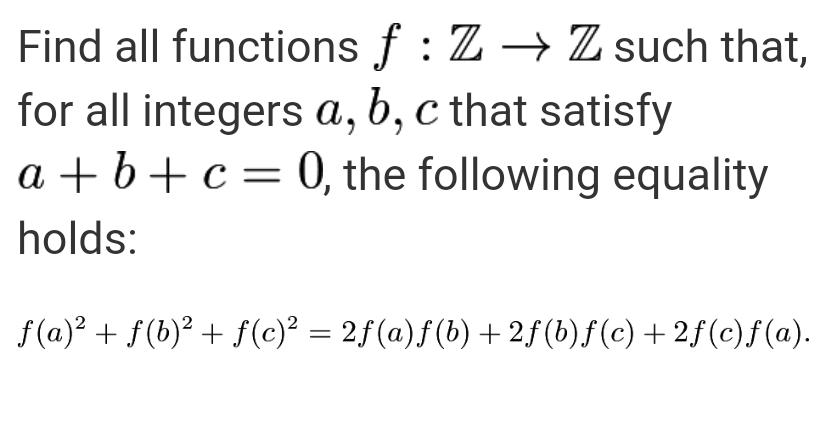 Find all functions f : ℤ → ℤ such that,
for all integers a, b, c that satisfy
a + b + c = 0, the following equality
holds:
f(a)² + f(b)² + f(c)² = 2f(a)f(b) + 2f(b)f(c) + 2f(c)f(a).